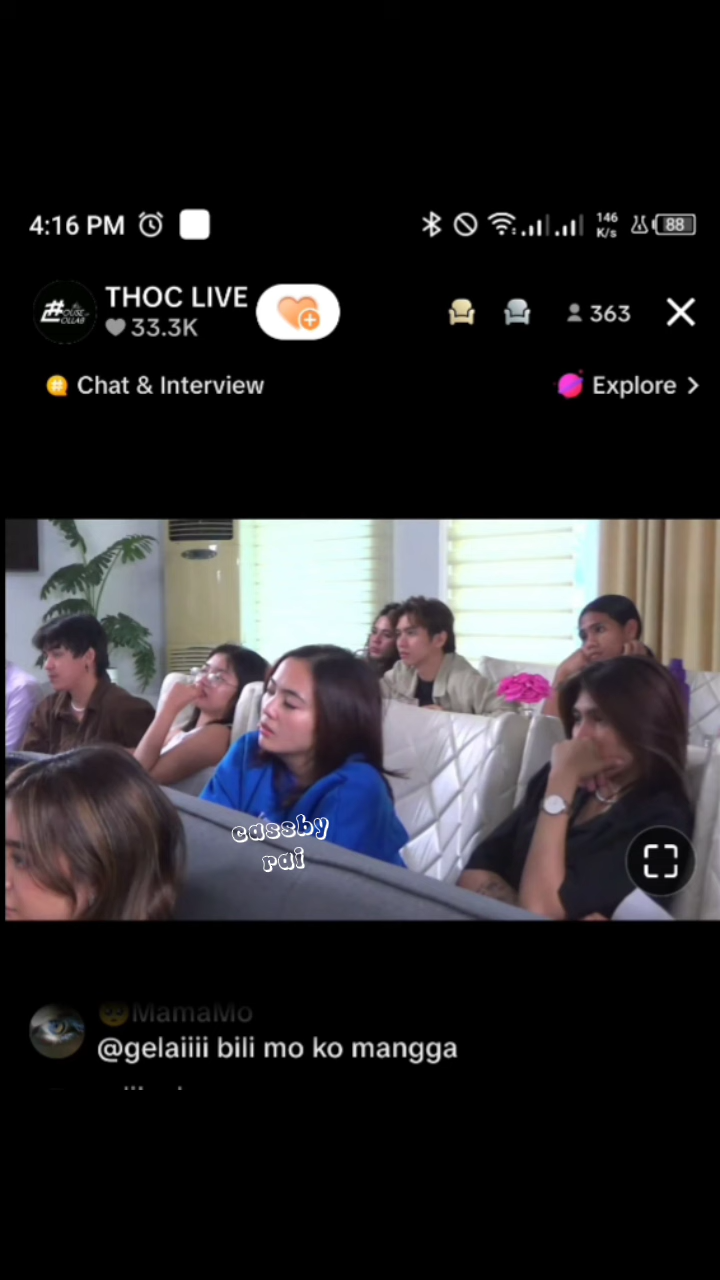 4:16 PM
146
K/s
88
THOC LIVE
33.3K
363
Chat & Interview
Explore
cassby
rai
MamaMo
@gelaiiii bili mo ko mangga